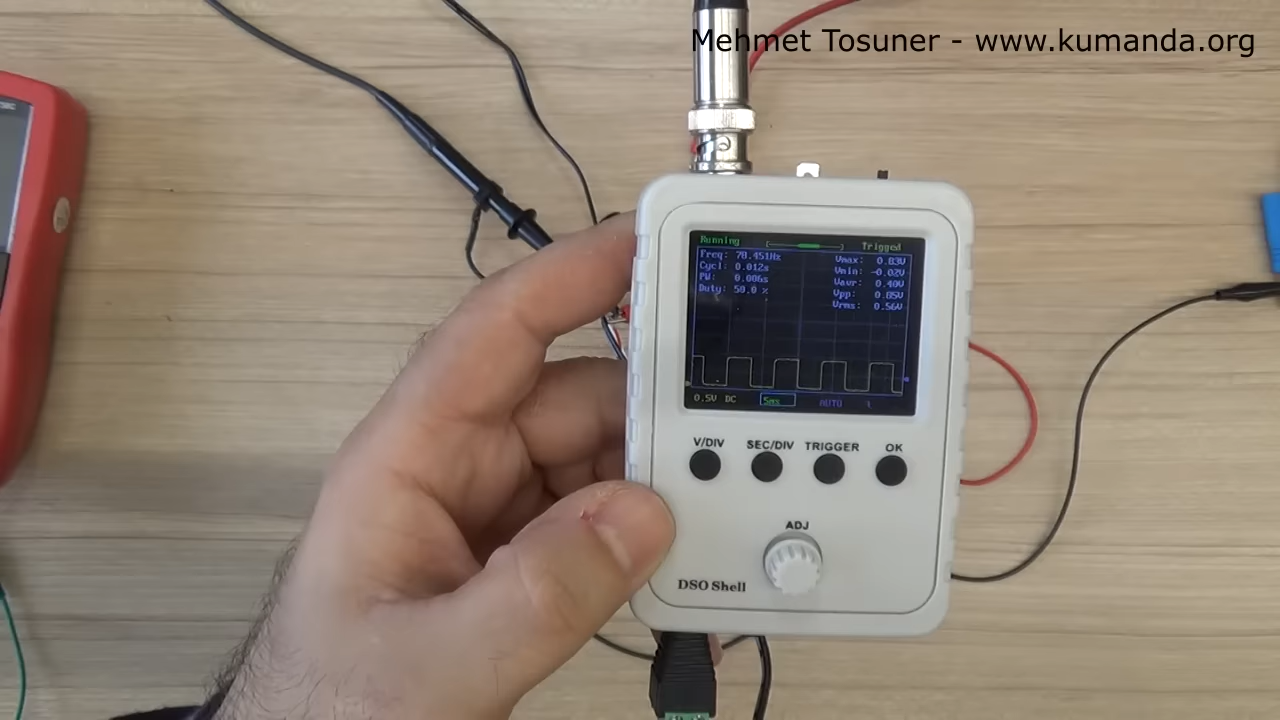 Mehmet Tosuner - www.kumanda.org
Running Triggered
Freq: 78.451Hz Vmax: 0.83V
Cycl: 0.012s Vmin: -0.02V
PW: 0.006s Vavr: 0.40V
Duty: 50.0 % Vpp: 0.85V
Vrms: 0.56V
0.5V DC 5ms AUTO
V/DIV SEC/DIV TRIGGER OK
ADJ
DSO Shell